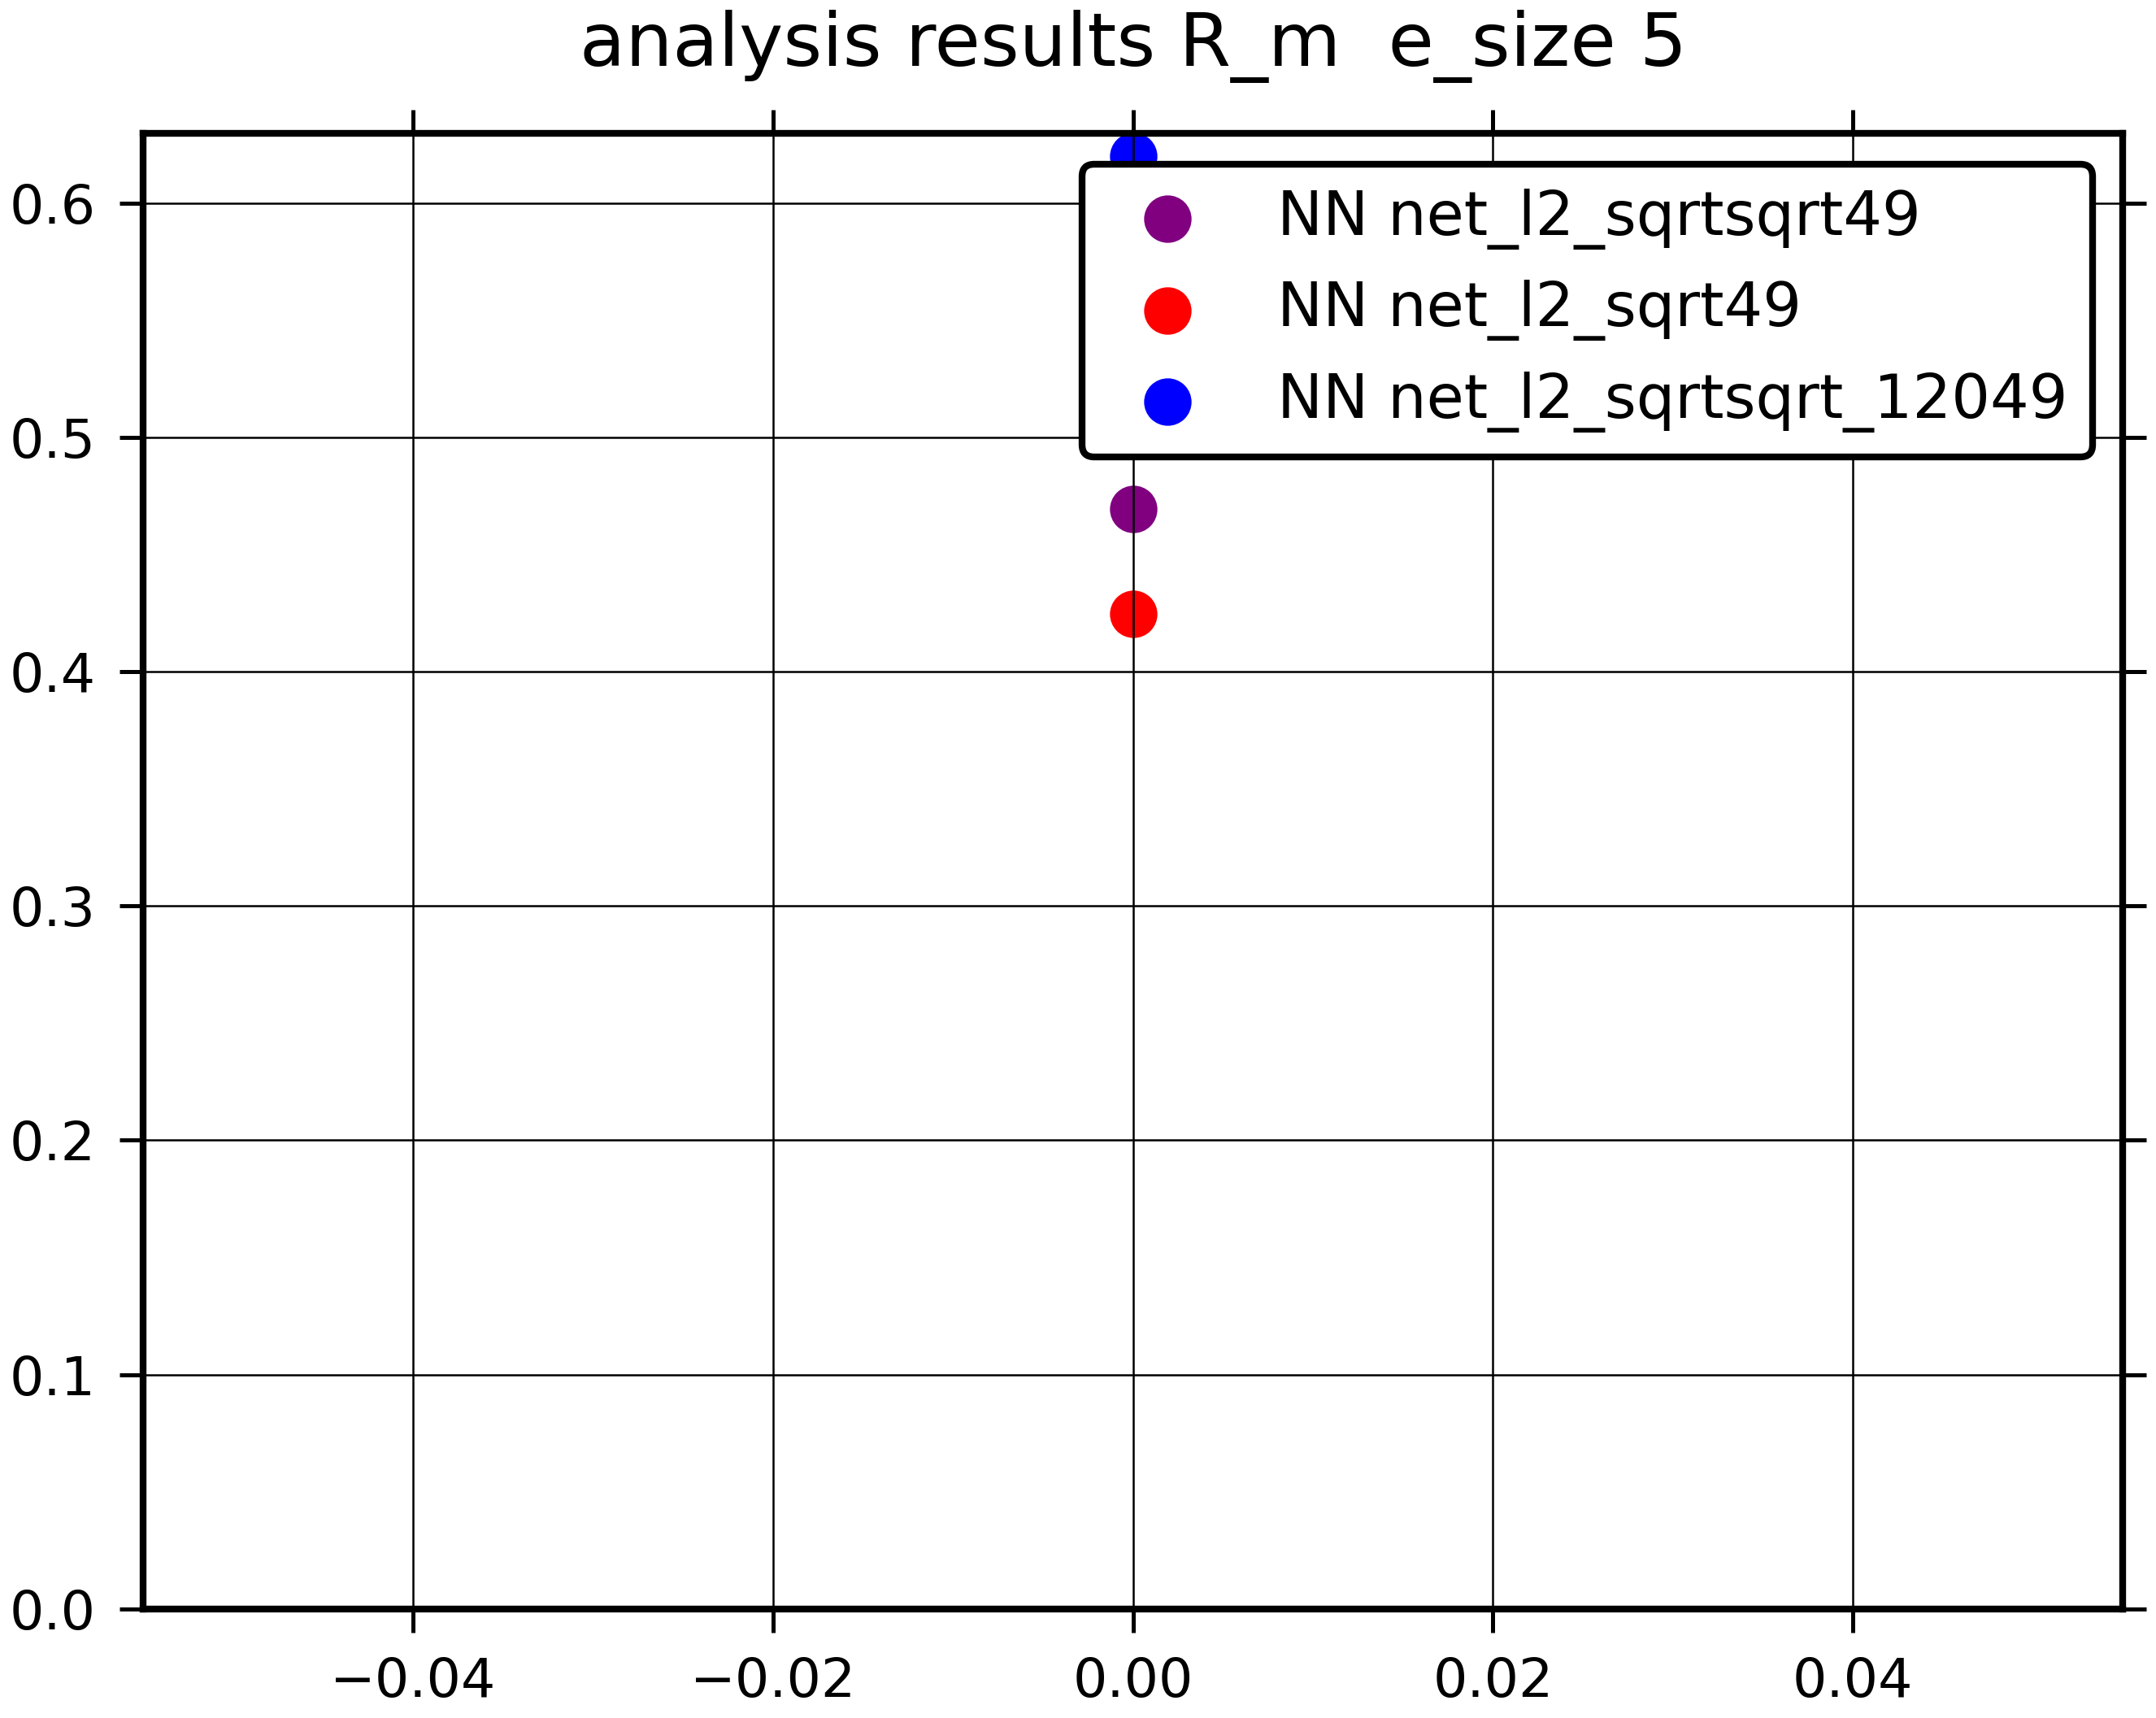 analysis results R_m  e_size 5
NN net_l2_sqrtsqrt49
NN net_l2_sqrt49
NN net_l2_sqrtsqrt_12049
0.6
0.5
0.4
0.3
0.2
0.1
0.0
−0.04 −0.02 0.00 0.02 0.04